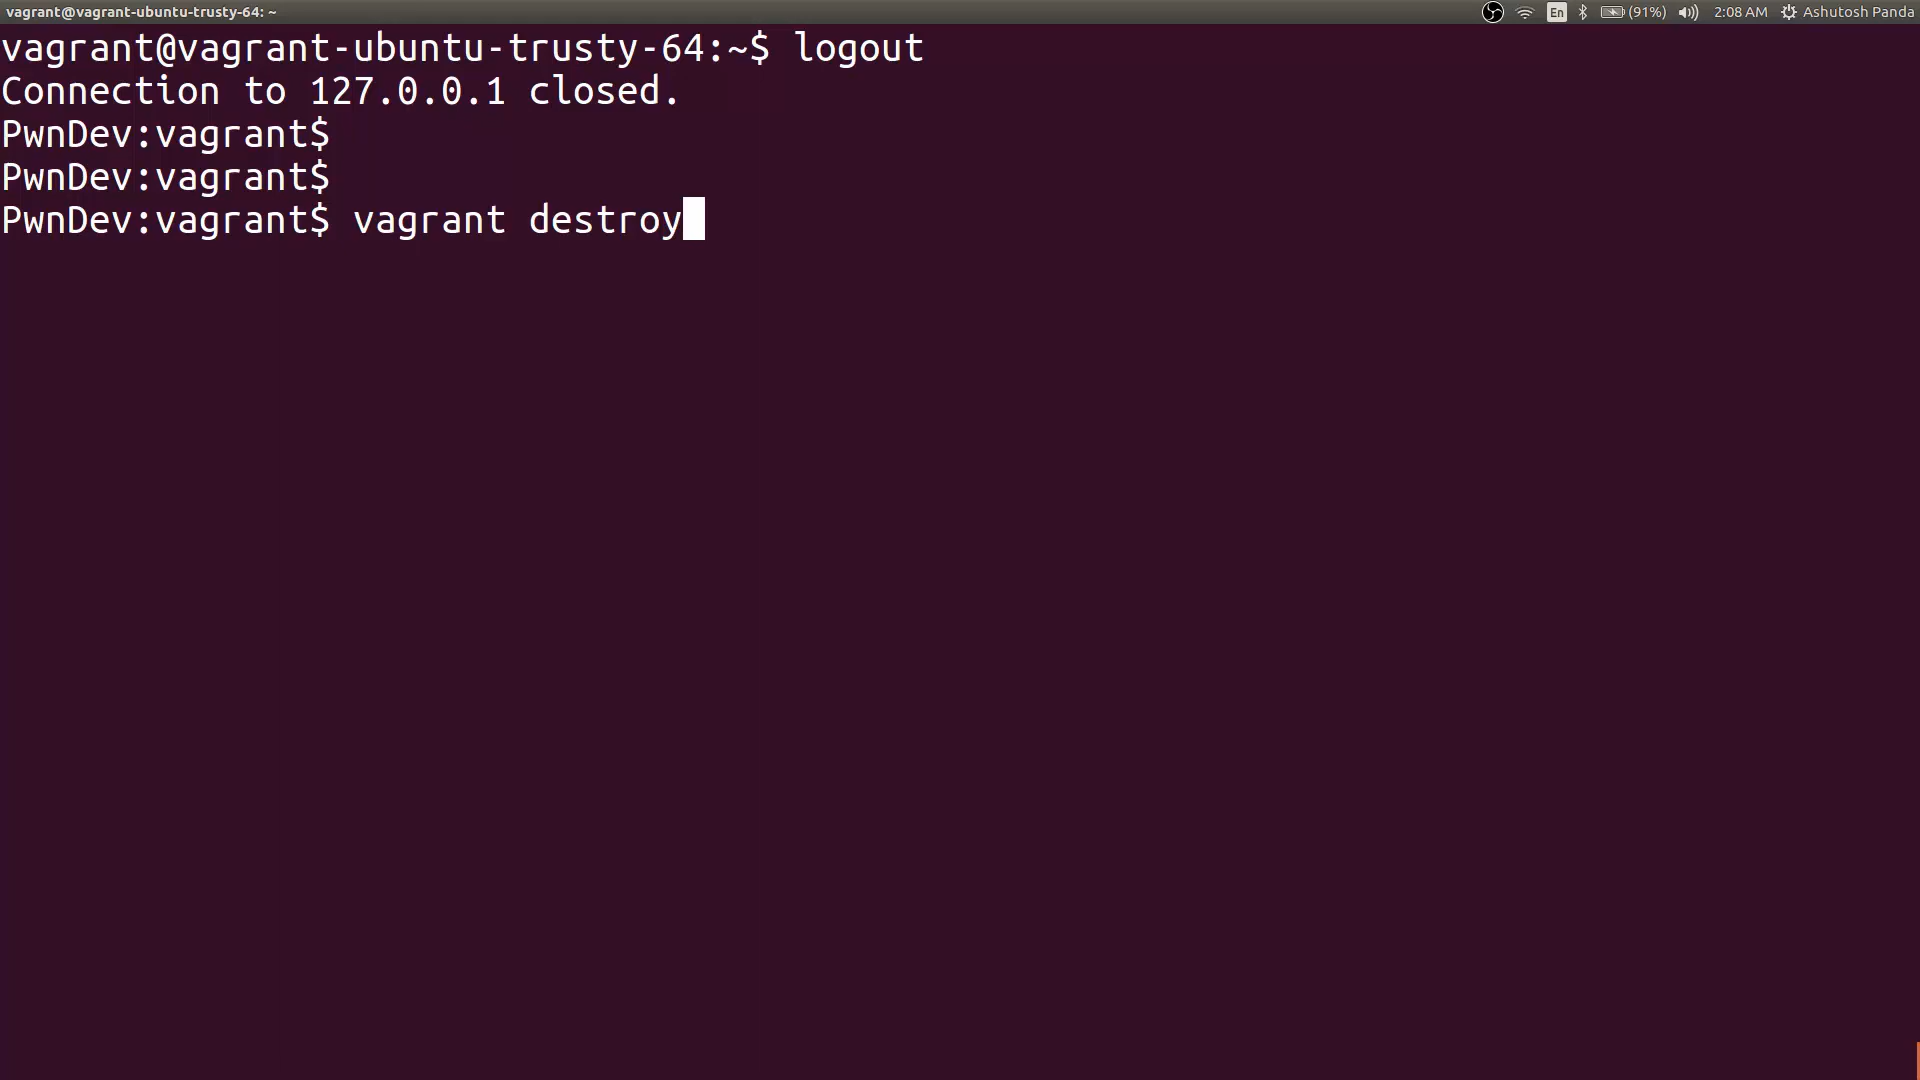 vagrant@vagrant-ubuntu-trusty-64: ~
En
(91%)
2:08 AM
Ashutosh Panda
vagrant@vagrant-ubuntu-trusty-64:~$ logout
Connection to 127.0.0.1 closed.
PwnDev:vagrant$
PwnDev:vagrant$
PwnDev:vagrant$ vagrant destroy